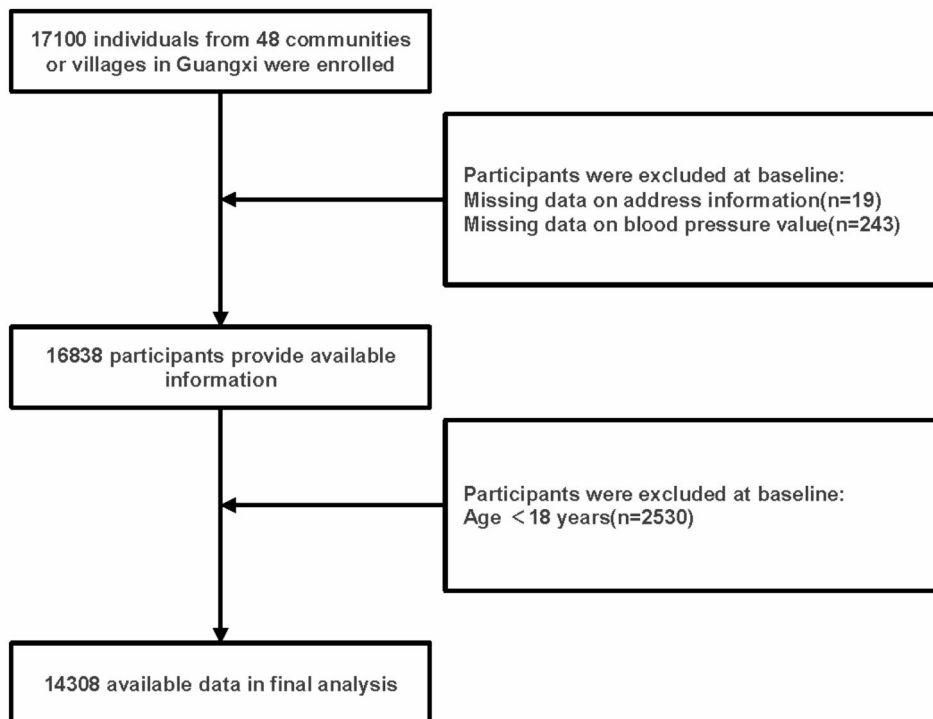 17100 individuals from 48 communities
or villages in Guangxi were enrolled
Participants were excluded at baseline:
Missing data on address information(n=19)
Missing data on blood pressure value(n=243)
16838 participants provide available
information
Participants were excluded at baseline:
Age ＜18 years(n=2530)
14308 available data in final analysis